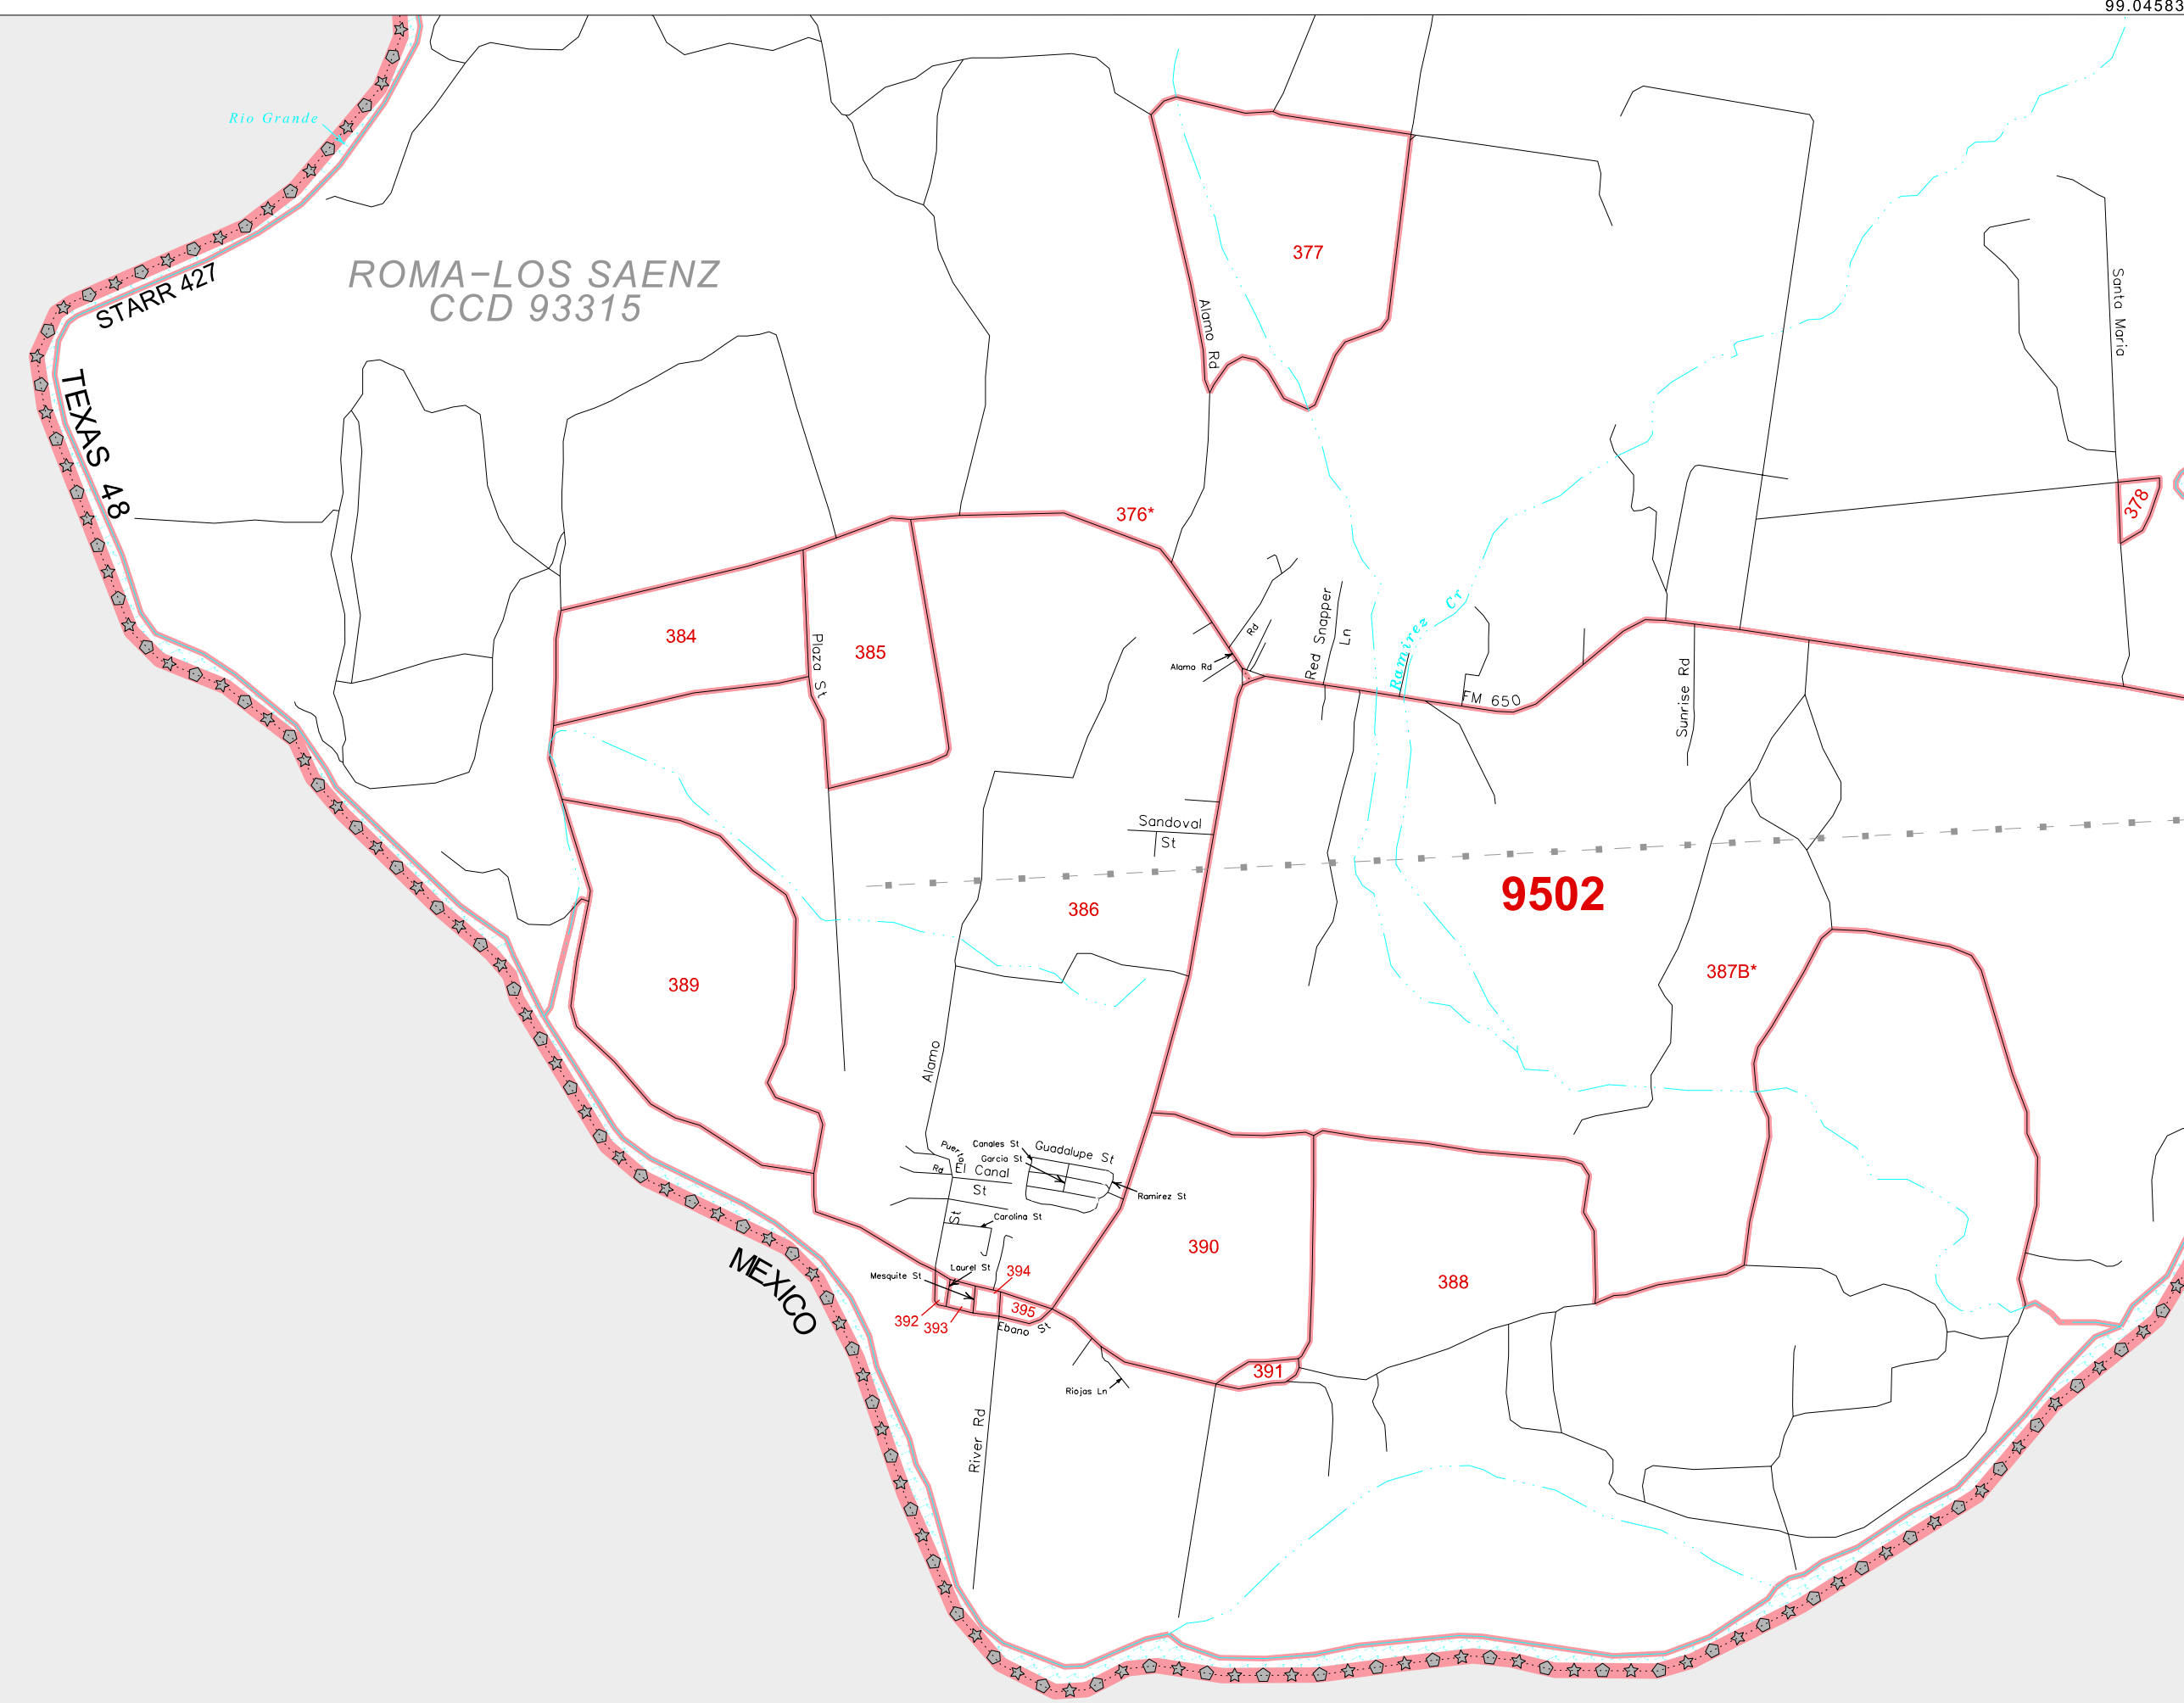 99.04583
Rio Grande
STARR 427
ROMA-LOS SAENZ
CCD 93315
TEXAS 48
377
Alamo Rd
Santa Maria
376*
378
384
385
Plaza St
Rd
Alamo Rd
Red Snapper
Ln
Ramirez Cr
FM 650
Sunrise Rd
Sandoval
St
386
9502
387B*
389
Alamo
St
Puerto
Rd
Canales St
Guadalupe St
Garcia St
El Canal
St
Ramirez St
Carolina St
390
388
Mesquite St
Laurel St
394
395
392
393
Ebano St
391
Riojas Ln
River Rd
MEXICO